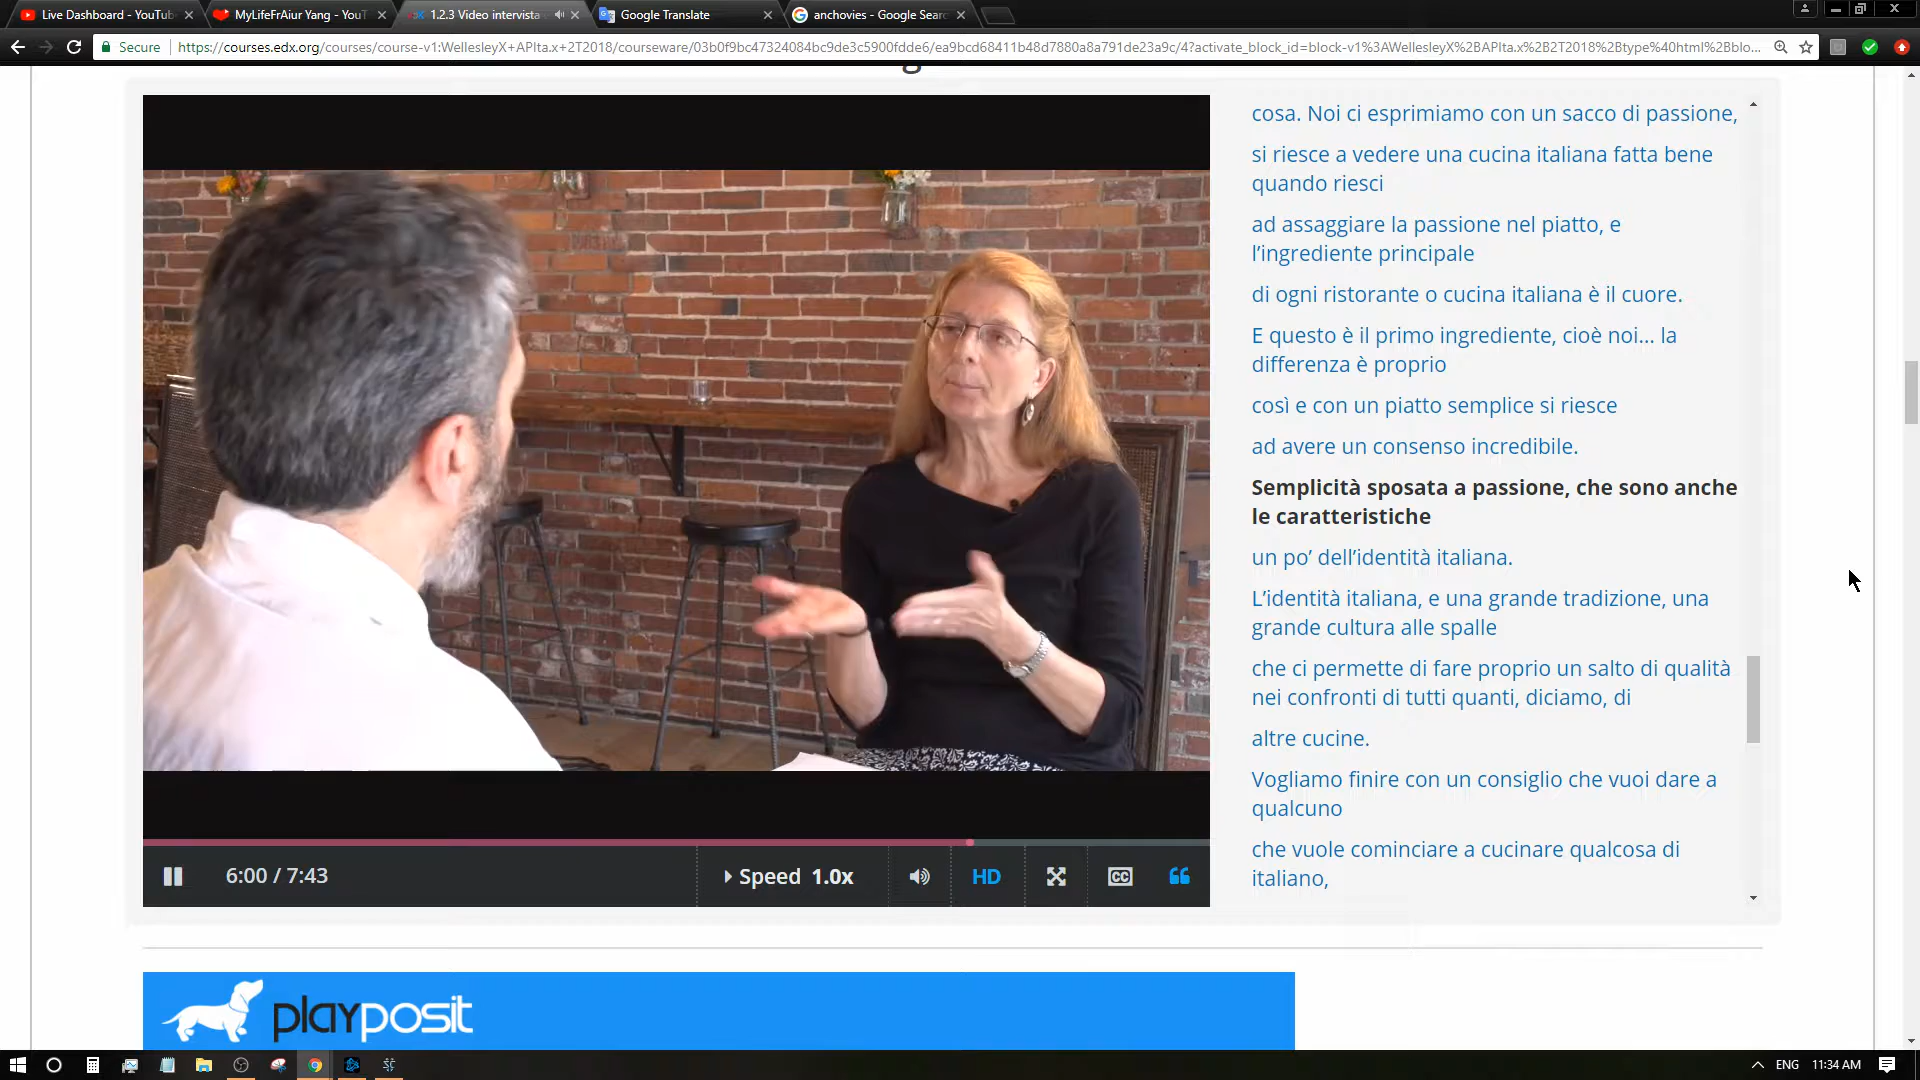 Live Dashboard - YouTub
MyLifeFrAiur Yang - YouT
1.2.3 Video intervista
Google Translate
anchovies - Google Sear
Secure
https://courses.edx.org/courses/course-v1:WellesleyX+APIta.x+2T2018/courseware/03b0f9bc47324084bc9de3c5900fdde6/ea9bcd68411b48d7880a8a791de23a9c/4?activate_block_id=block-v1%3AWellesleyX%2BAPIta.x%2B2T2018%2Btype%40html%2Bblo...
cosa. Noi ci esprimiamo con un sacco di passione,
si riesce a vedere una cucina italiana fatta bene
quando riesci
ad assaggiare la passione nel piatto, e
l’ingrediente principale
di ogni ristorante o cucina italiana è il cuore.
E questo è il primo ingrediente, cioè noi... la
differenza è proprio
così e con un piatto semplice si riesce
ad avere un consenso incredibile.
Semplicità sposata a passione, che sono anche
le caratteristiche
un po’ dell’identità italiana.
L’identità italiana, e una grande tradizione, una
grande cultura alle spalle
che ci permette di fare proprio un salto di qualità
nei confronti di tutti quanti, diciamo, di
altre cucine.
Vogliamo finire con un consiglio che vuoi dare a
qualcuno
che vuole cominciare a cucinare qualcosa di
italiano,
6:00 / 7:43
Speed 1.0x
HD
CC
playposit
ENG
11:34 AM